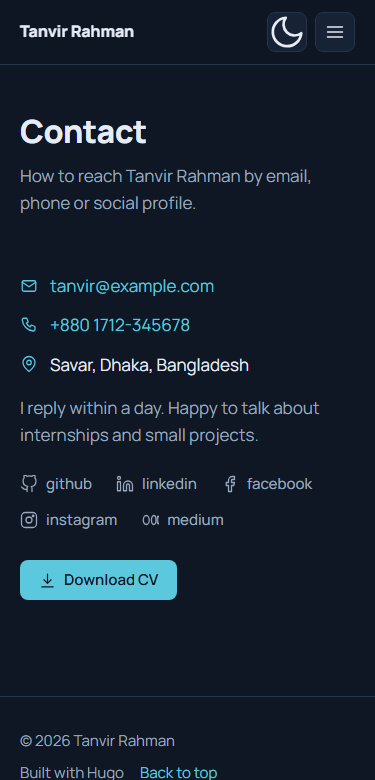 Tanvir Rahman
Contact
How to reach Tanvir Rahman by email,
phone or social profile.
tanvir@example.com
+880 1712-345678
Savar, Dhaka, Bangladesh
I reply within a day. Happy to talk about
internships and small projects.
github linkedin facebook
instagram medium
Download CV
© 2026 Tanvir Rahman
Built with Hugo Back to top